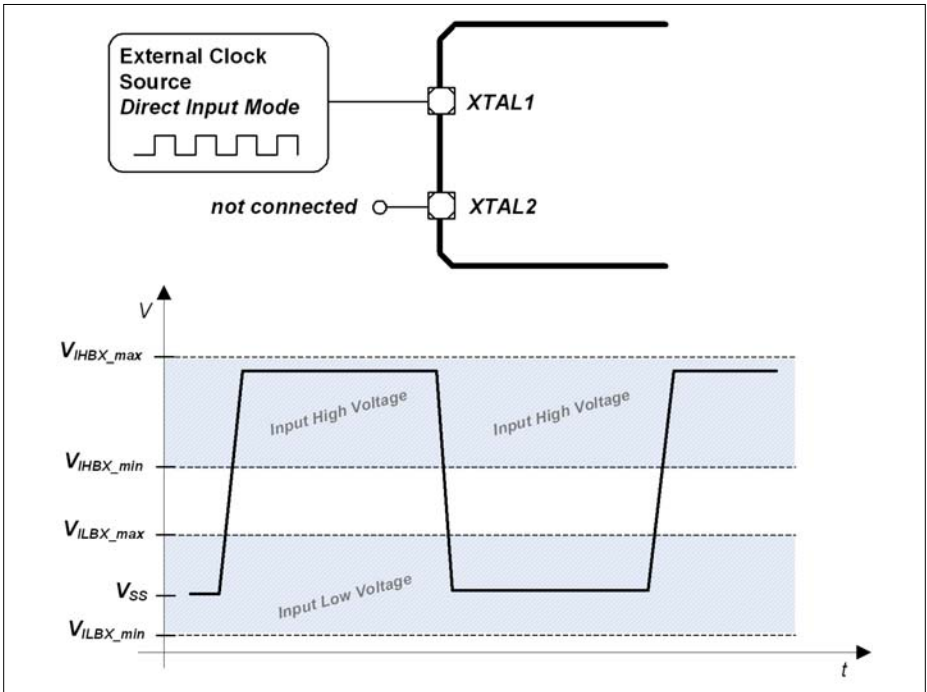 External Clock
Source
Direct Input Mode
XTAL1
not connected
XTAL2
V
VIHBX_max
Input High Voltage
Input High Voltage
VIHBX_min
VILBX_max
VSS
Input Low Voltage
VILBX_min
t